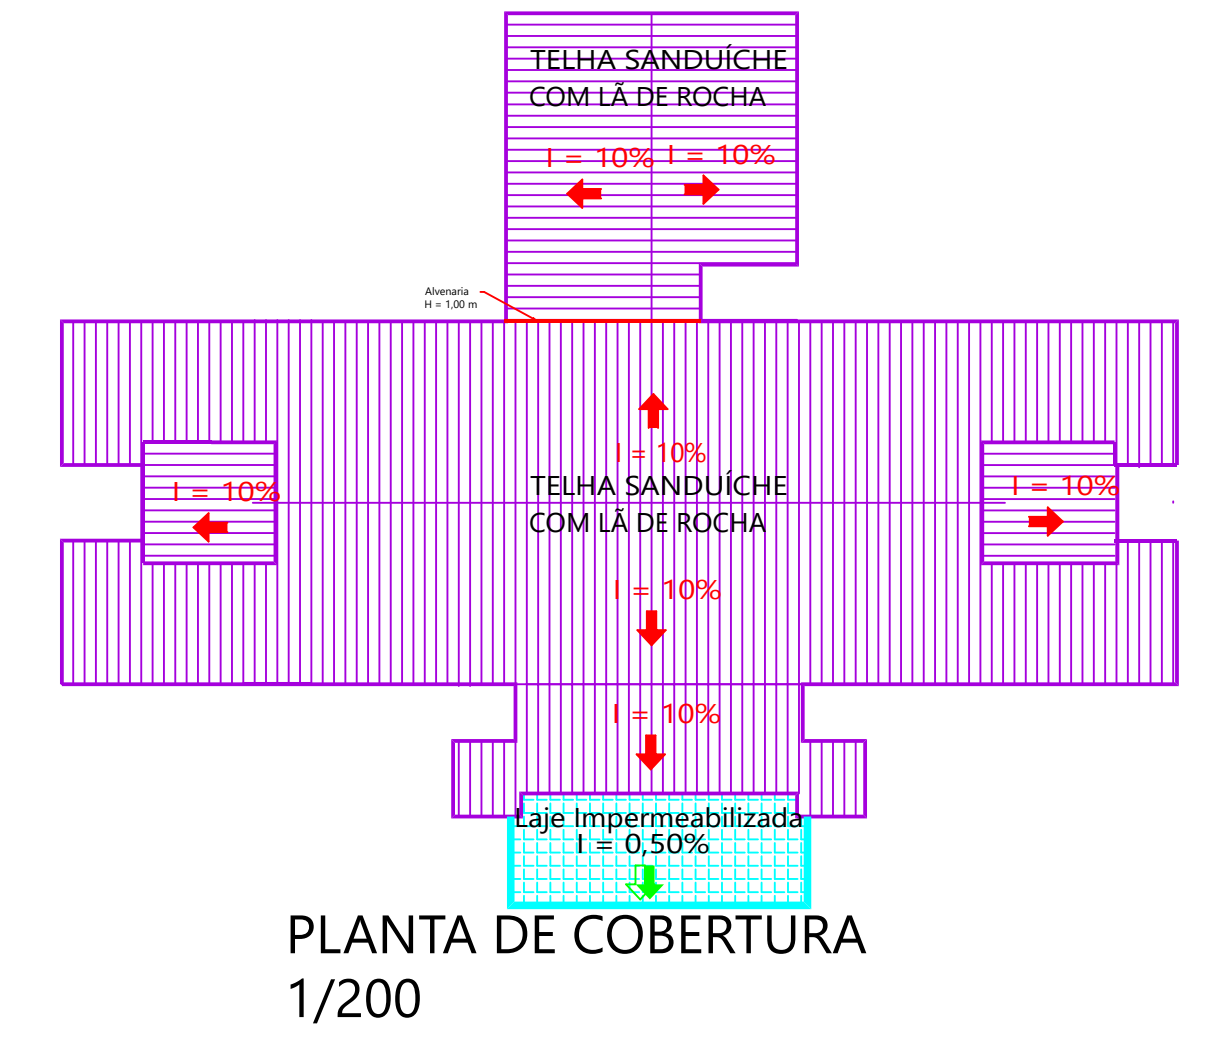 TELHA SANDUÍCHE
COM LÃ DE ROCHA
I = 10% I = 10%
Alvenaria
H = 1,00 m
I = 10%
TELHA SANDUÍCHE
COM LÃ DE ROCHA
I = 10%
I = 10%
I = 10%
I = 10%
Laje Impermeabilizada
I = 0,50%
PLANTA DE COBERTURA
1/200